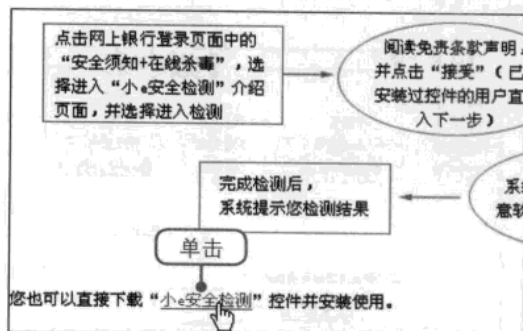 点击网上银行登录页面中的
“安全须知+在线杀毒”，选
择进入“小e安全检测”介绍
页面，并选择进入检测
阅读免责条款声明，
并点击“接受”（已
安装过控件的用户直
入下一步）
完成检测后，
系统提示您检测结果
系统
意软
单击
您也可以直接下载“小e安全检测”控件并安装使用。